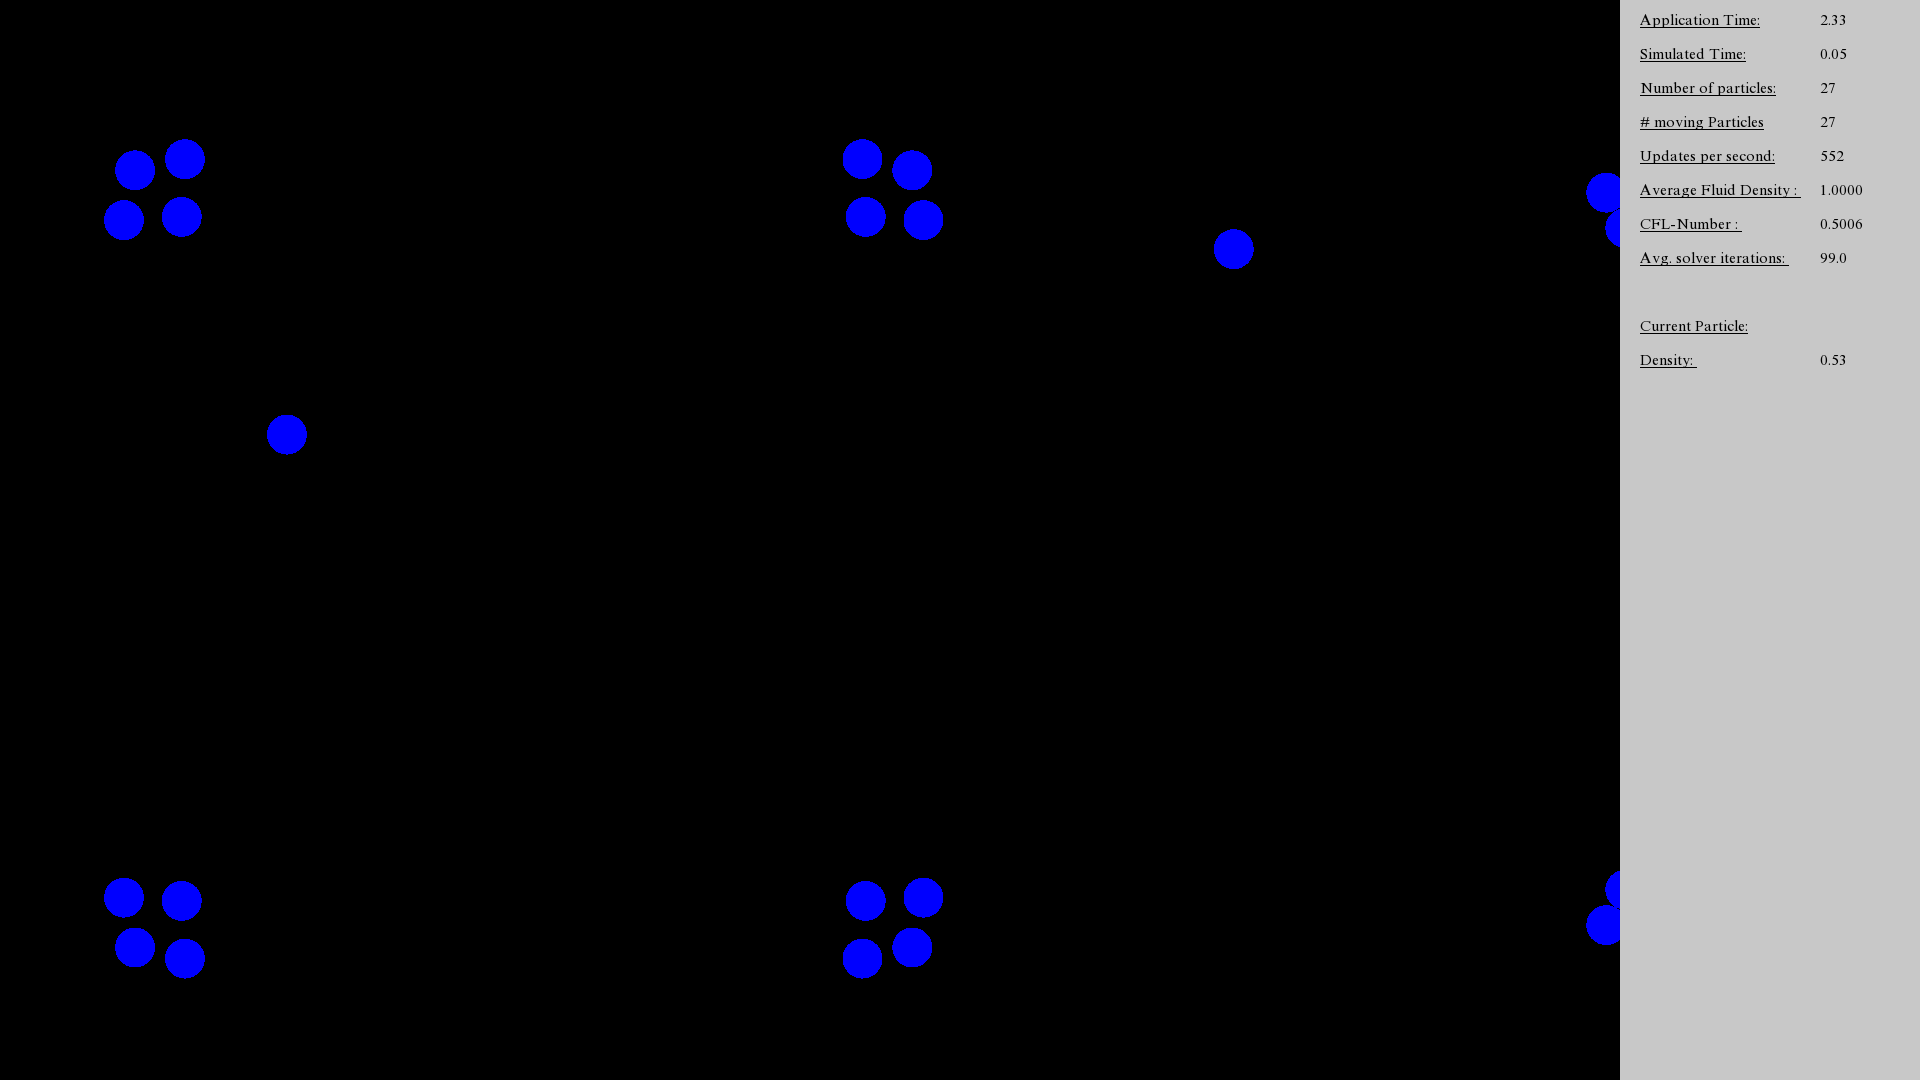 Application Time: 2.33
Simulated Time: 0.05
Number of particles: 27
# moving Particles 27
Updates per second: 552
Average Fluid Density : 1.0000
CFL-Number : 0.5006
Avg. solver iterations: 99.0
Current Particle:
Density: 0.53